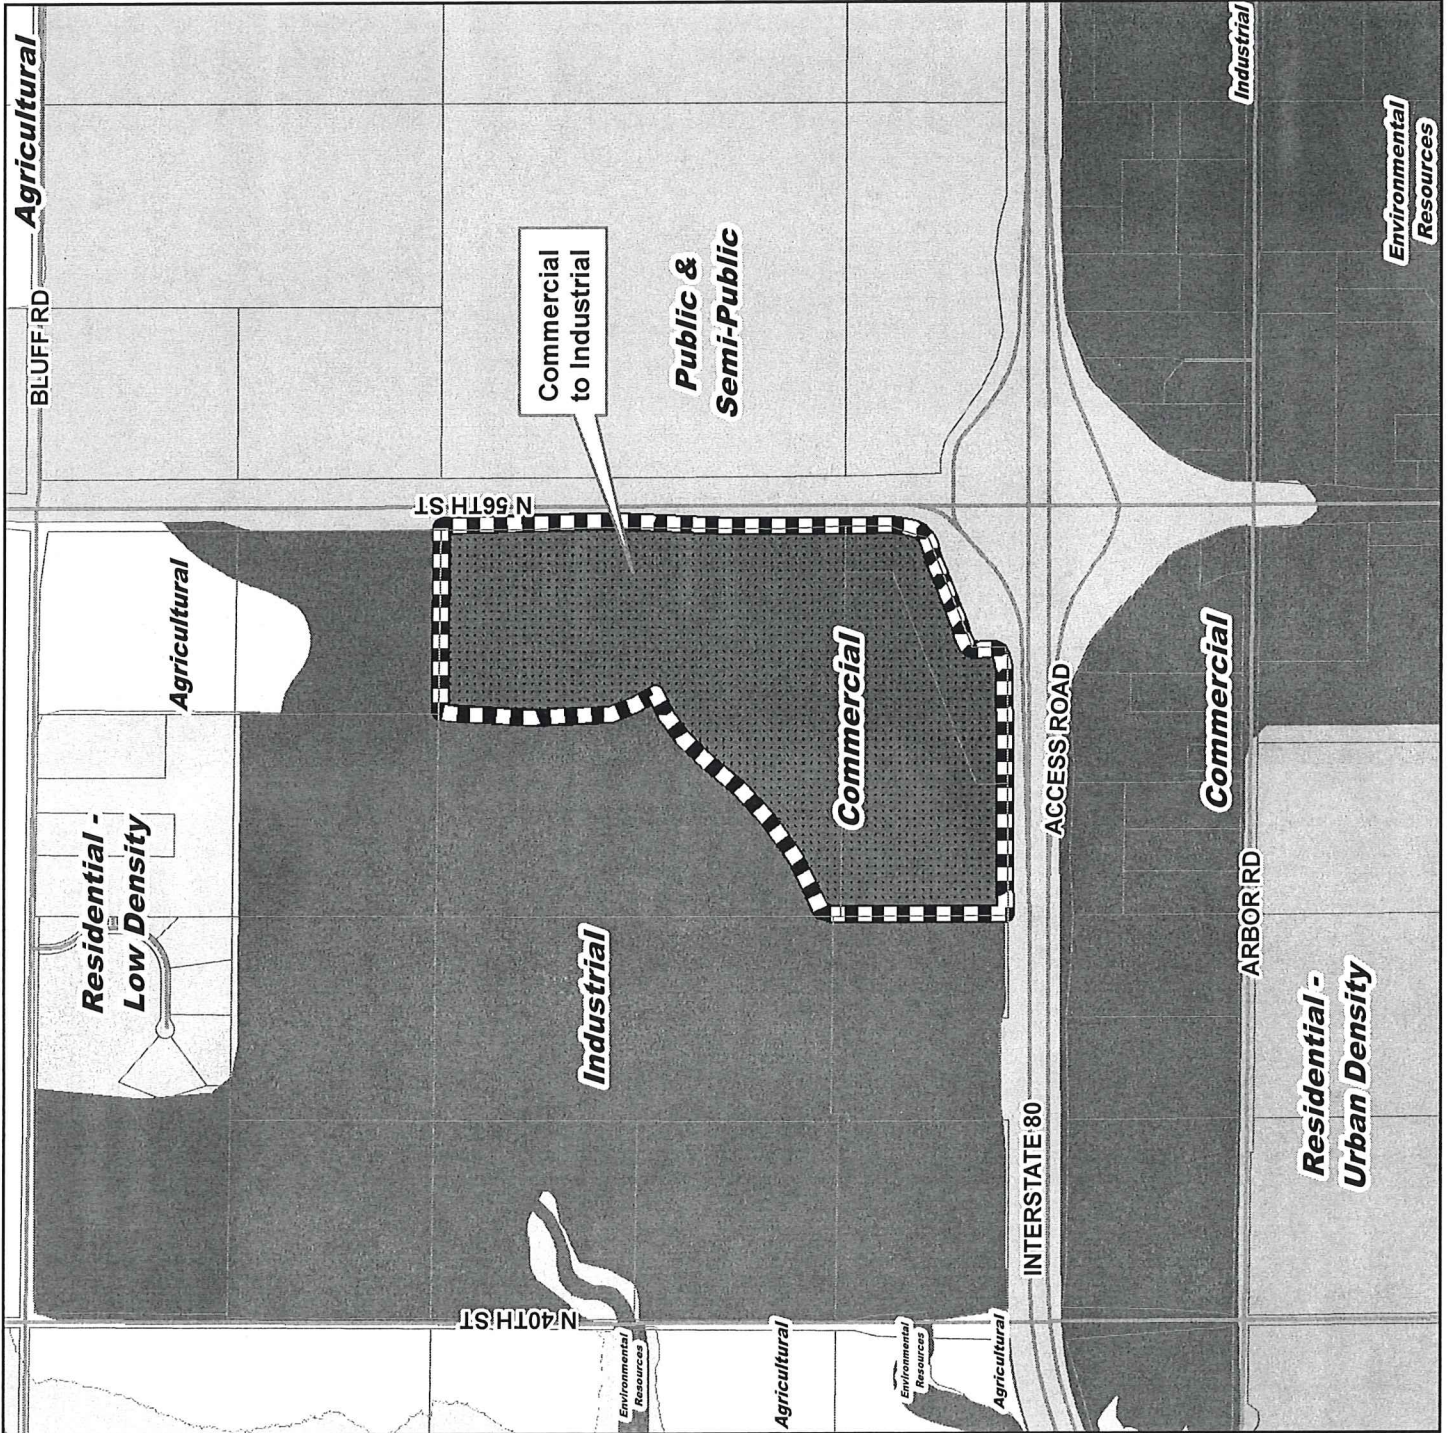 Agricultural
BLUFF RD
Industrial
Environmental
Resources
Commercial
to Industrial
Public &
Semi-Public
N 56TH ST
Agricultural
Commercial
ACCESS ROAD
Commercial
Residential -
Low Density
ARBOR RD
Industrial
Residential -
Urban Density
INTERSTATE 80
N 40TH ST
Environmental
Resources
Agricultural
Environmental
Resources
Agricultural